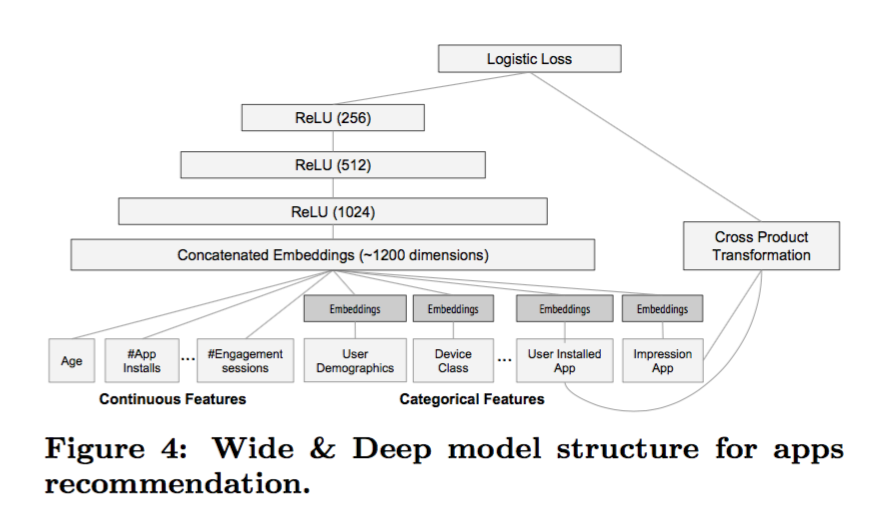 Logistic Loss
ReLU (256)
ReLU (512)
ReLU (1024)
Cross Product
Transformation
Concatenated Embeddings (~1200 dimensions)
Embeddings
Embeddings
Embeddings
Embeddings
Age
#App
Installs
...
#Engagement
sessions
User
Demographics
Device
Class
...
User Installed
App
Impression
App
Continuous Features
Categorical Features
Figure 4: Wide & Deep model structure for apps
recommendation.